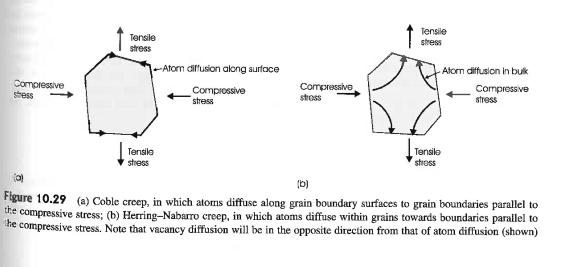 Tensile
stress
Atom diffusion along surface
Compressive
stress
Compressive
stress
Tensile
stress
(a)
Tensile
stress
Atom diffusion in bulk
Compressive
stress
Compressive
stress
Tensile
stress
(b)
Figure 10.29 (a) Coble creep, in which atoms diffuse along grain boundary surfaces to grain boundaries parallel to
the compressive stress; (b) Herring–Nabarro creep, in which atoms diffuse within grains towards boundaries parallel to
the compressive stress. Note that vacancy diffusion will be in the opposite direction from that of atom diffusion (shown)